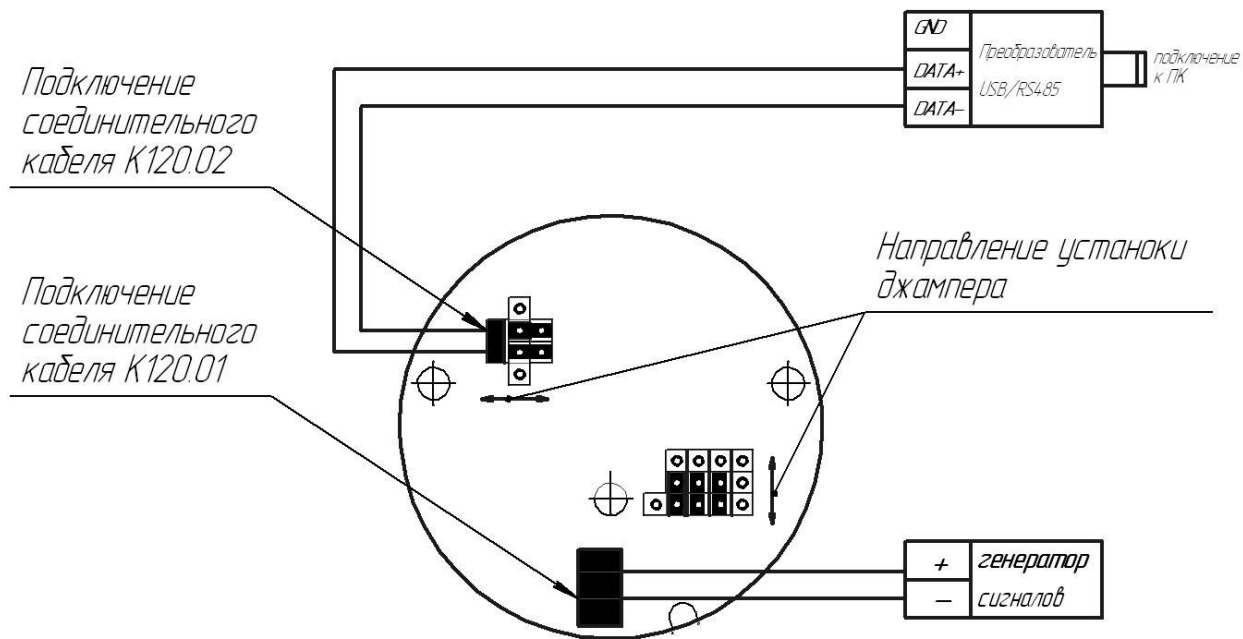 Подключение
соединительного
кабеля К120.02
Подключение
соединительного
кабеля К120.01
GND
DATA+
DATA-
Преобразователь
USB/RS485
подключение
к ПК
Направление устаноки
джампера
+
генератор
−
сигналов